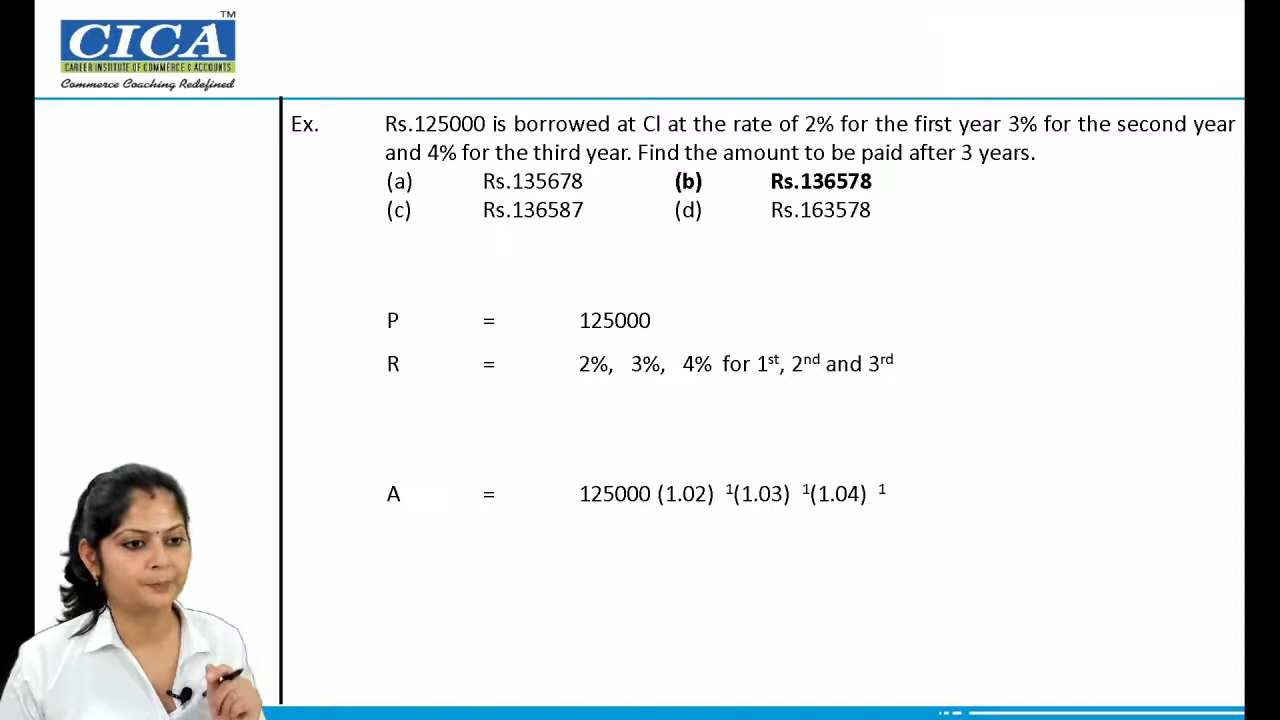 TM
CICA
CAREER INSTITUTE OF COMMERCE & ACCOUNTS
Commerce Coaching Redefined
Ex. Rs.125000 is borrowed at CI at the rate of 2% for the first year 3% for the second year
and 4% for the third year. Find the amount to be paid after 3 years.
(a) Rs.135678 (b) Rs.136578
(c) Rs.136587 (d) Rs.163578
P = 125000
R = 2%, 3%, 4% for 1st, 2nd and 3rd
A = 125000 (1.02) ¹(1.03) ¹(1.04) ¹